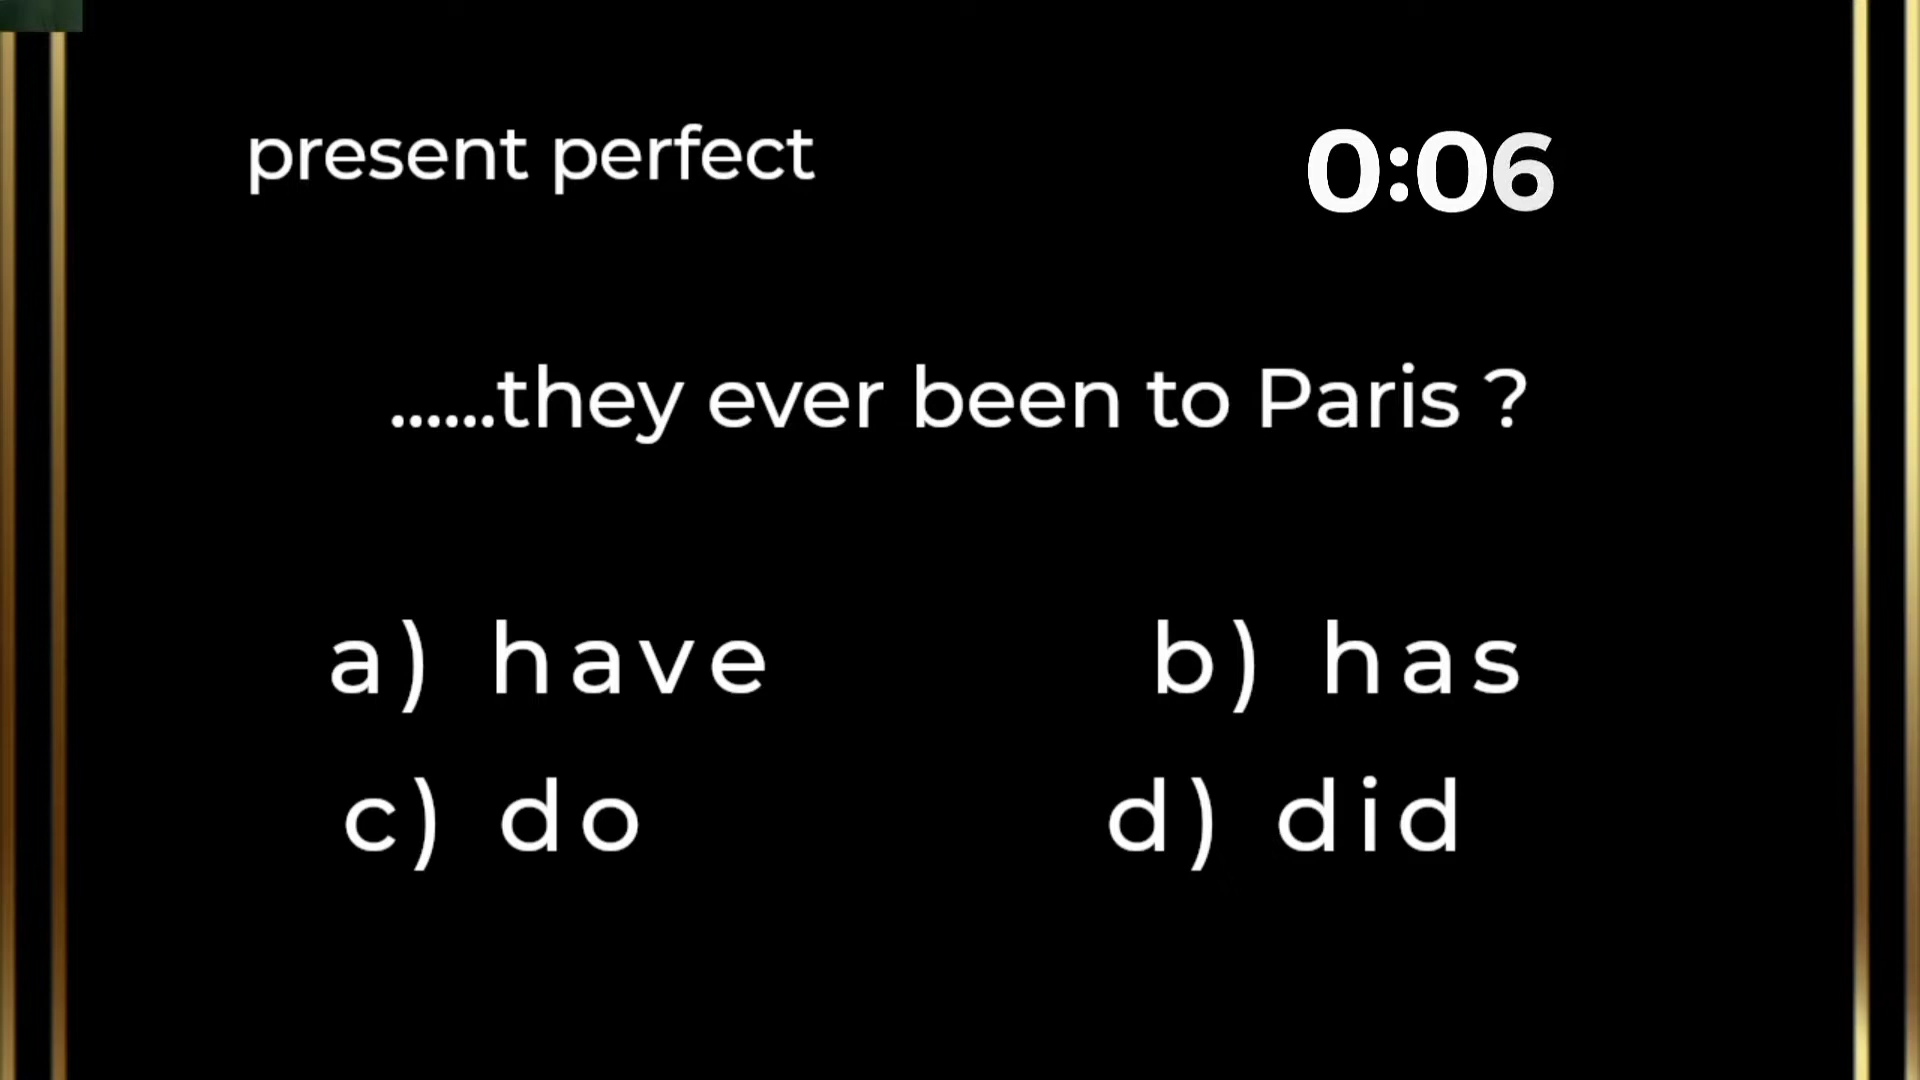 present perfect
0:06
......they ever been to Paris ?
a) have
b) has
c) do
d) did